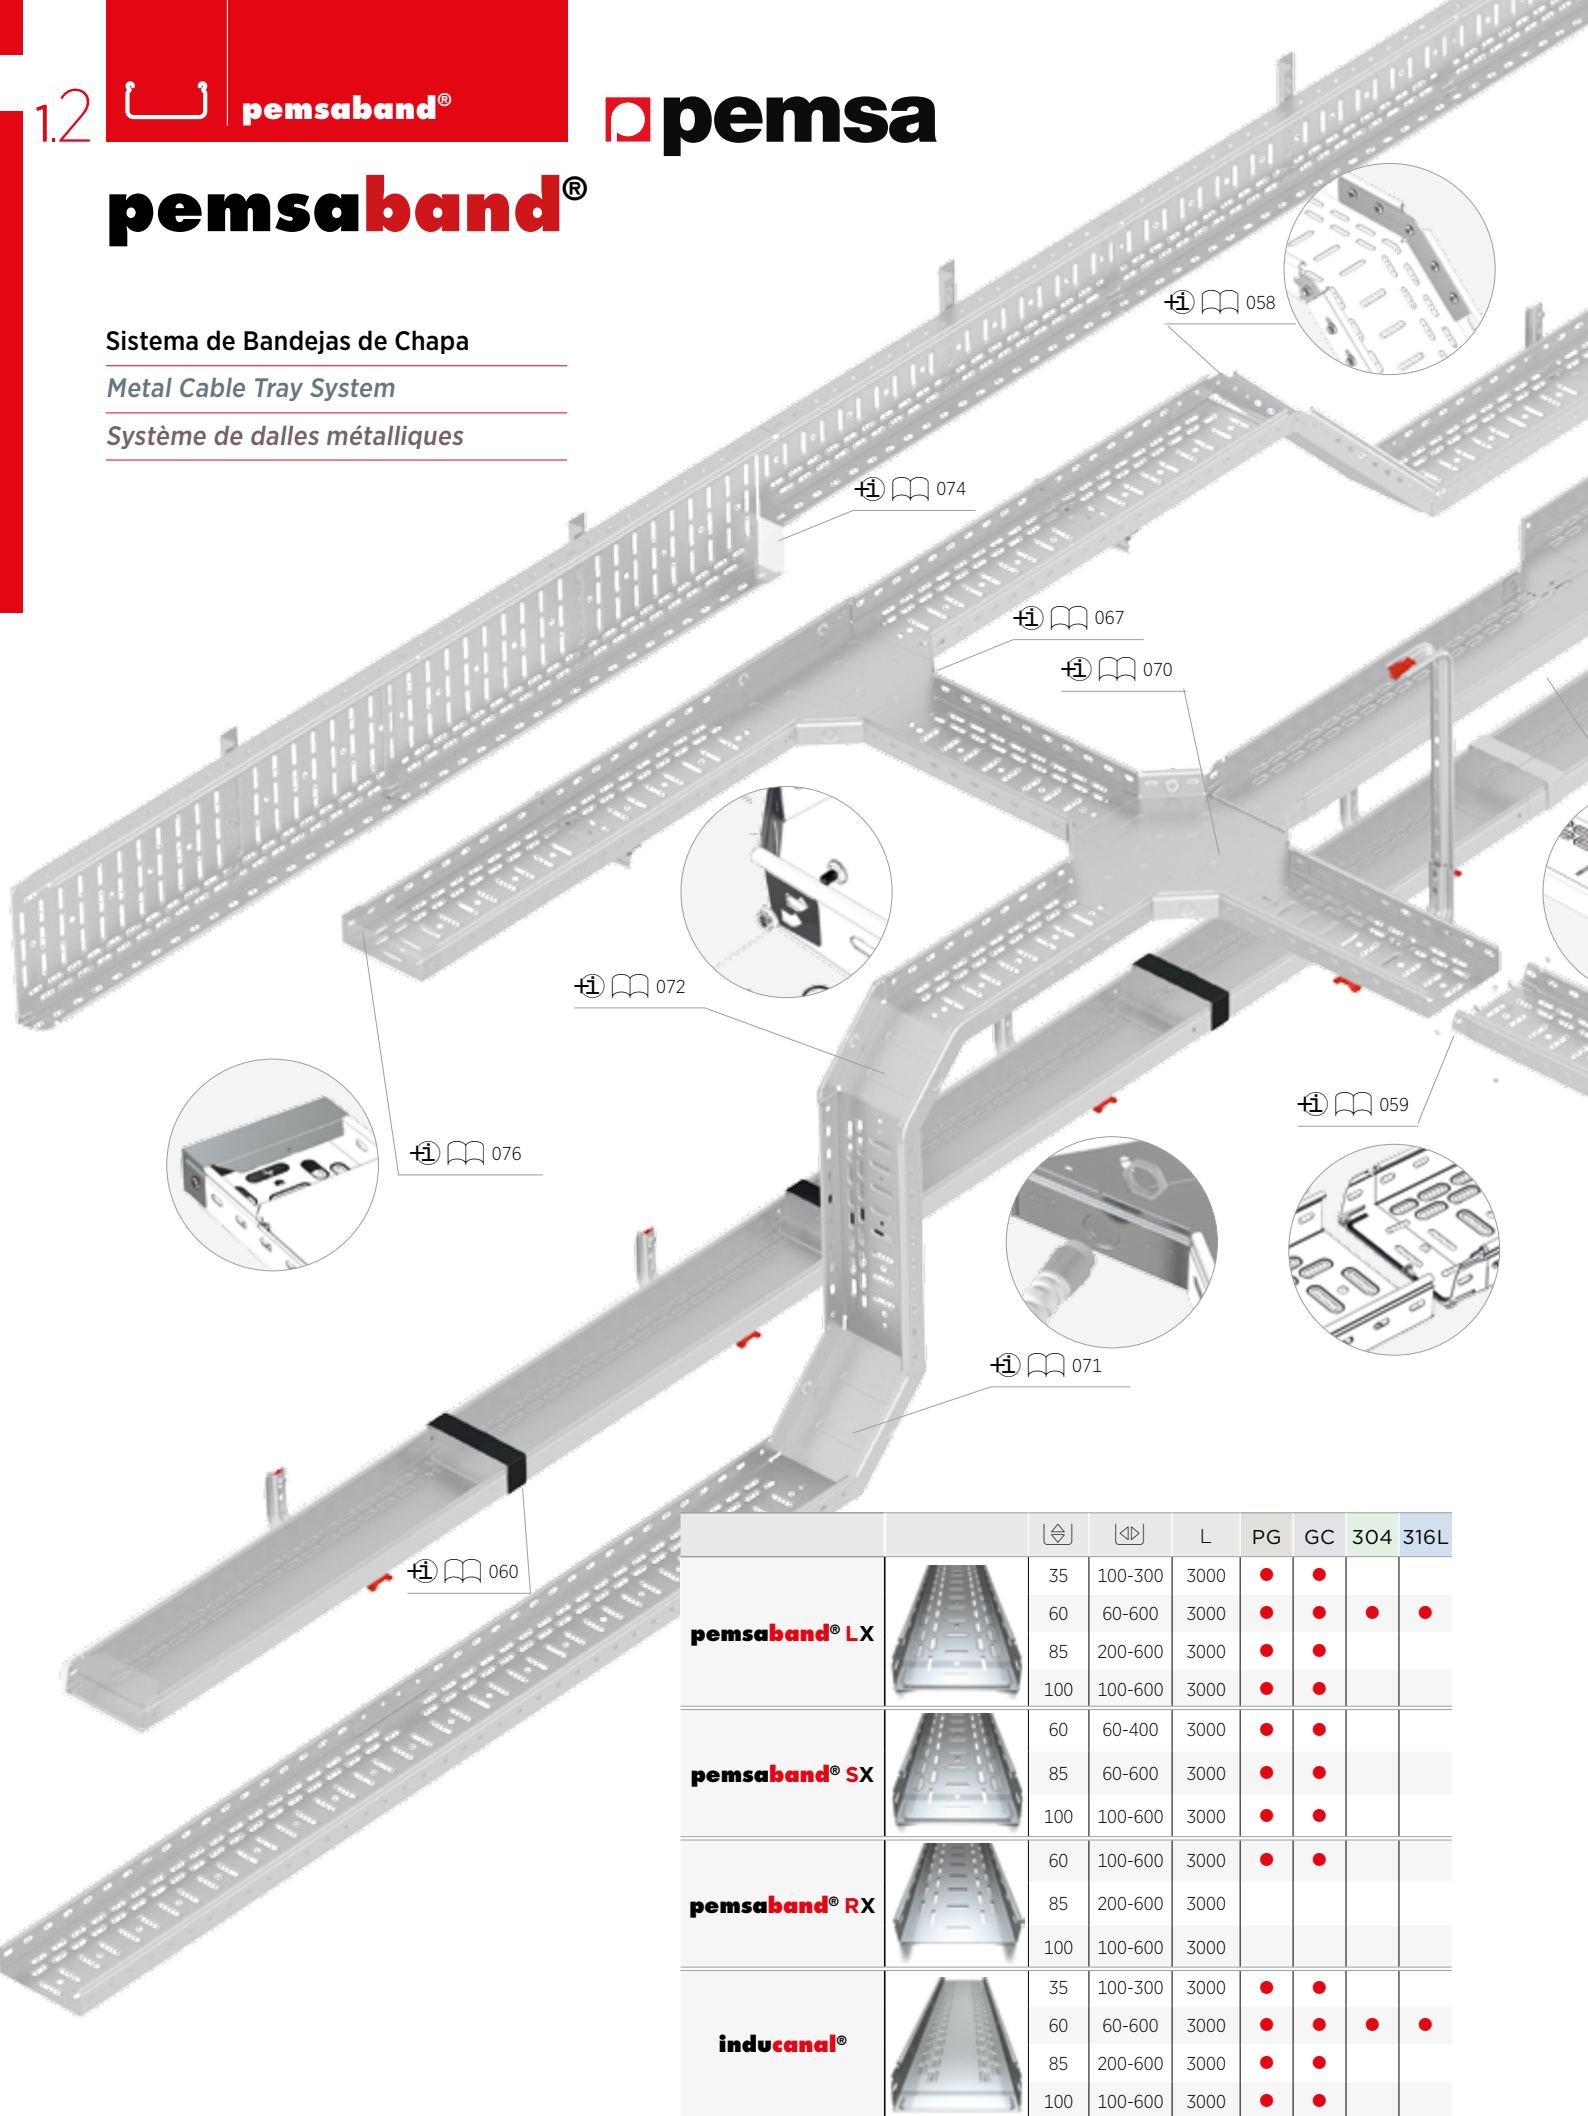 1.2
pemsaband®
pemsa
pemsaband®
Sistema de Bandejas de Chapa
Metal Cable Tray System
Système de dalles métalliques
+i 058
+i 074
+i 067
+i 070
+i 072
+i 059
+i 076
+i 071
+i 060
L PG GC 304 316L
pemsaband® LX
35 100-300 3000 ● ●
60 60-600 3000 ● ● ● ●
85 200-600 3000 ● ●
100 100-600 3000 ● ●
pemsaband® SX
60 60-400 3000 ● ●
85 60-600 3000 ● ●
100 100-600 3000 ● ●
pemsaband® RX
60 100-600 3000 ● ●
85 200-600 3000
100 100-600 3000
inducanal®
35 100-300 3000 ● ●
60 60-600 3000 ● ● ● ●
85 200-600 3000 ● ●
100 100-600 3000 ● ●